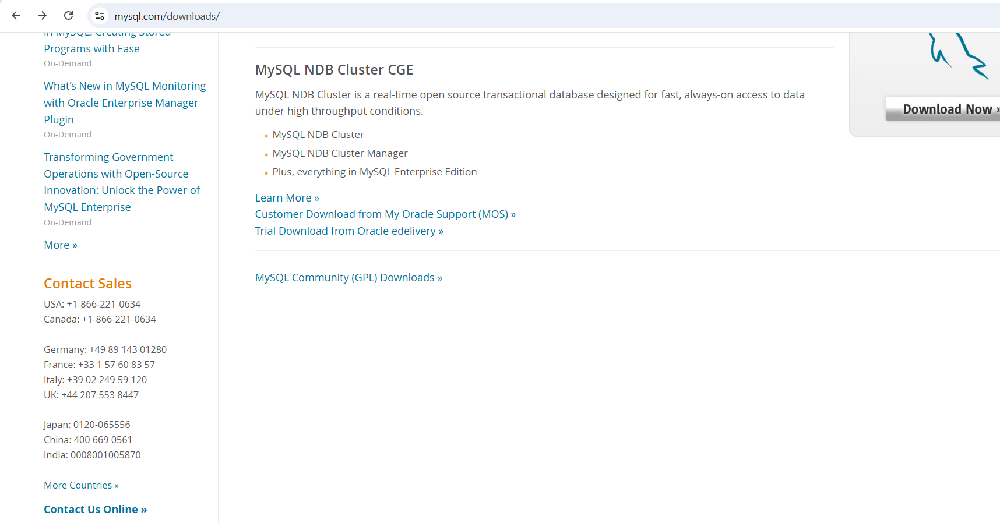 mysql.com/downloads/
in MySQL: Creating Stored
Programs with Ease
On-Demand
What’s New in MySQL Monitoring
with Oracle Enterprise Manager
Plugin
On-Demand
Transforming Government
Operations with Open-Source
Innovation: Unlock the Power of
MySQL Enterprise
On-Demand
More »
Contact Sales
USA: +1-866-221-0634
Canada: +1-866-221-0634
Germany: +49 89 143 01280
France: +33 1 57 60 83 57
Italy: +39 02 249 59 120
UK: +44 207 553 8447
Japan: 0120-065556
China: 400 669 0561
India: 0008001005870
More Countries »
Contact Us Online »
MySQL NDB Cluster CGE
MySQL NDB Cluster is a real-time open source transactional database designed for fast, always-on access to data
under high throughput conditions.
MySQL NDB Cluster
MySQL NDB Cluster Manager
Plus, everything in MySQL Enterprise Edition
Learn More »
Customer Download from My Oracle Support (MOS) »
Trial Download from Oracle edelivery »
MySQL Community (GPL) Downloads »
Download Now »